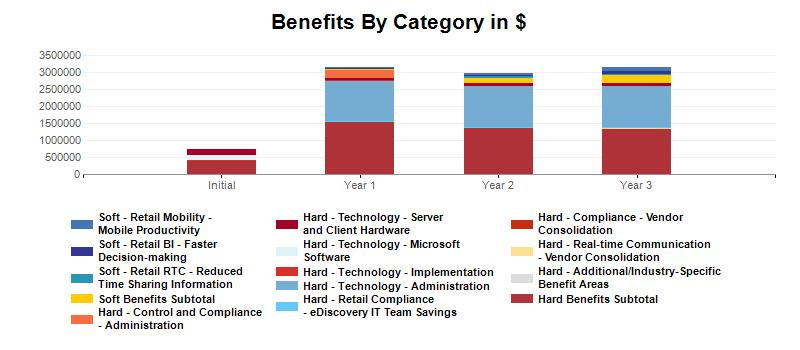 Benefits By Category in $
3500000
3000000
2500000
2000000
1500000
1000000
500000
0
Initial
Year 1
Year 2
Year 3
Soft - Retail Mobility -
Mobile Productivity
Soft - Retail BI - Faster
Decision-making
Soft - Retail RTC - Reduced
Time Sharing Information
Soft Benefits Subtotal
Hard - Control and Compliance
- Administration
Hard - Technology - Server
and Client Hardware
Hard - Technology - Microsoft
Software
Hard - Technology - Implementation
Hard - Technology - Administration
Hard - Retail Compliance
- eDiscovery IT Team Savings
Hard - Compliance - Vendor
Consolidation
Hard - Real-time Communication
- Vendor Consolidation
Hard - Additional/Industry-Specific
Benefit Areas
Hard Benefits Subtotal